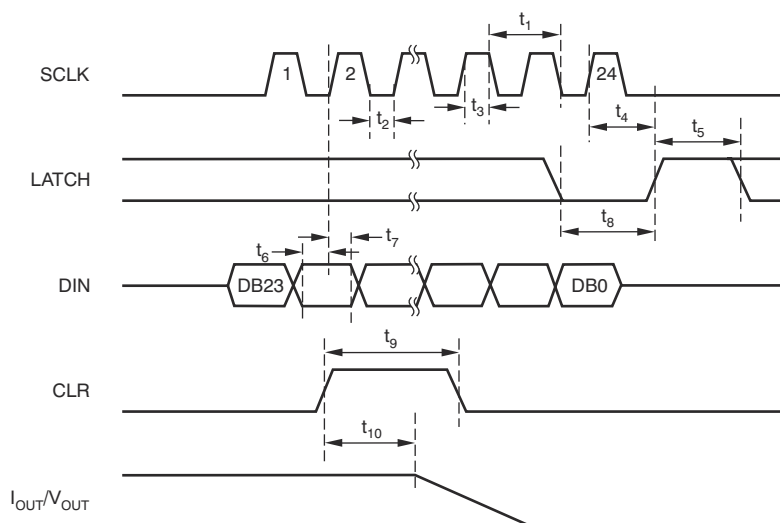 t1
SCLK
1
2
24
t2
t3
t4
t5
LATCH
t8
t6
t7
DIN
DB23
DB0
t9
CLR
t10
IOUT/VOUT